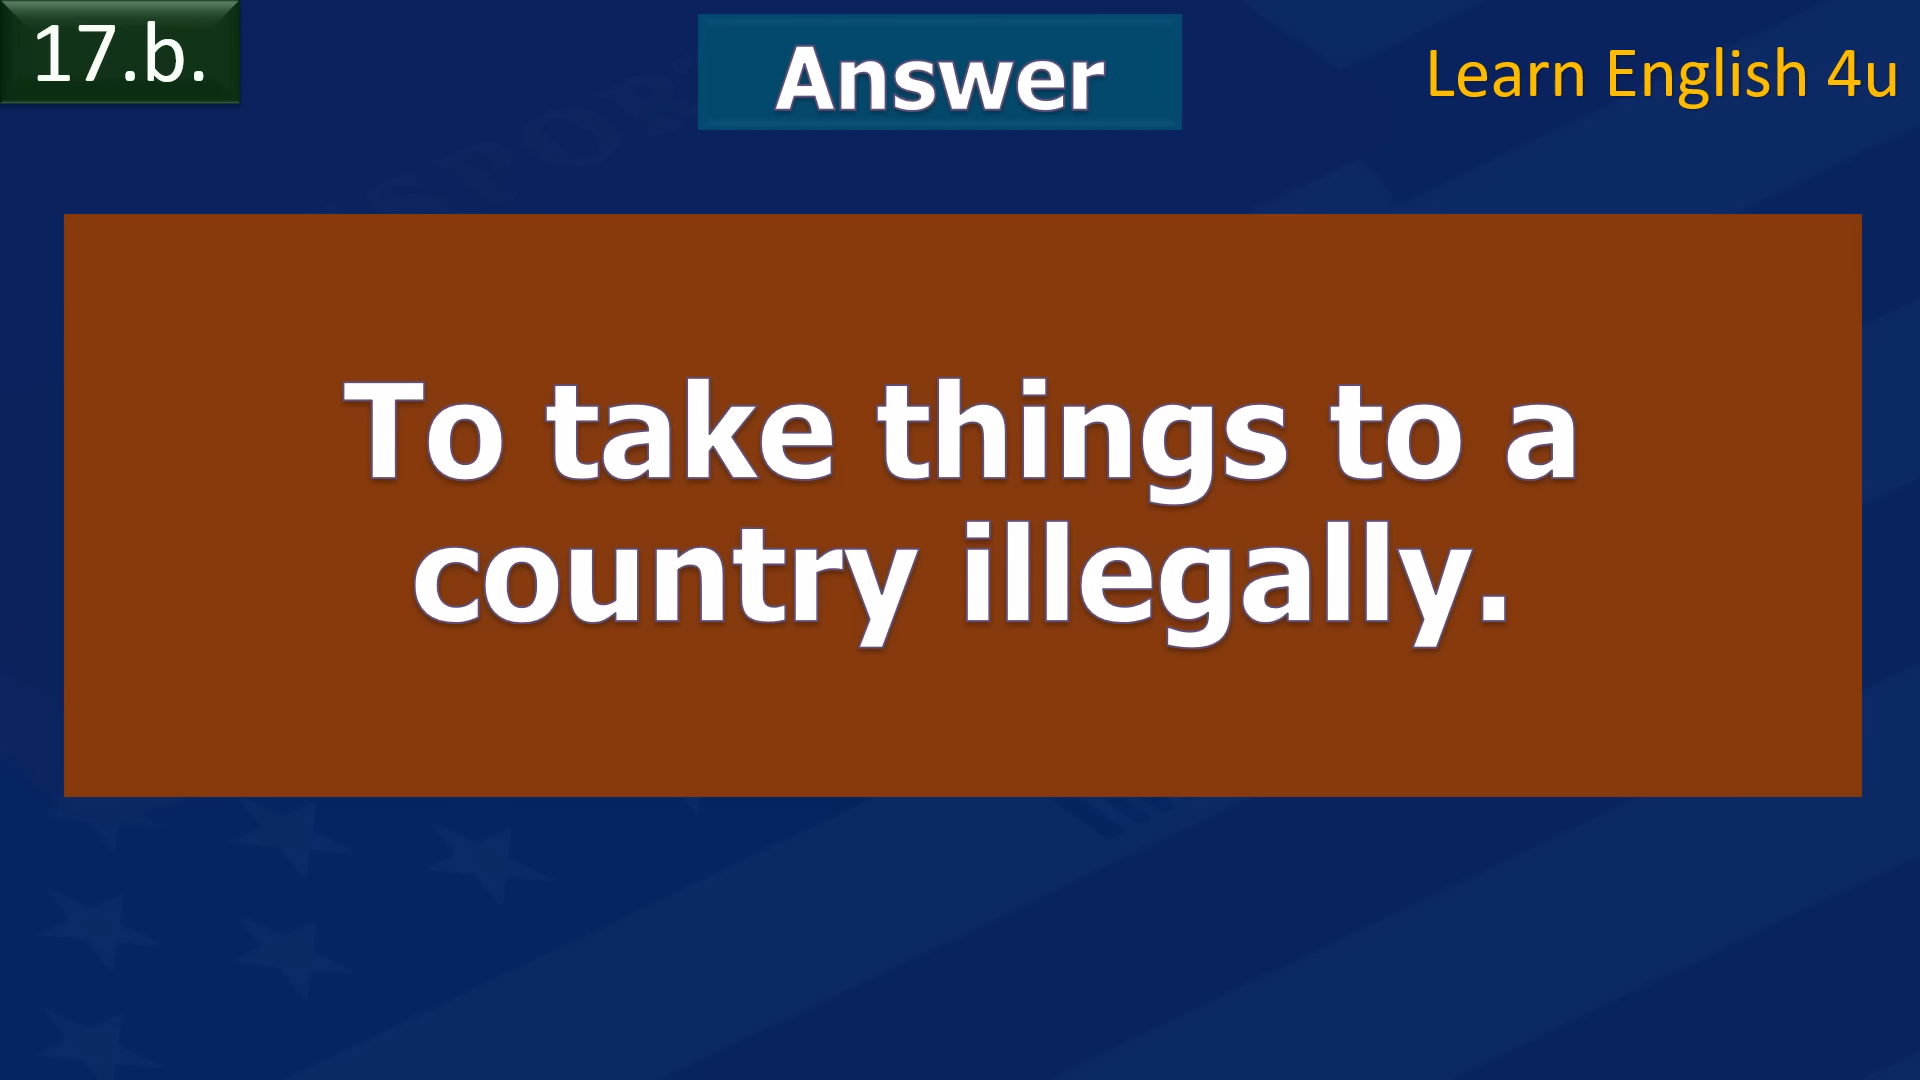 17.b.
Answer
Learn English 4u
To take things to a
country illegally.